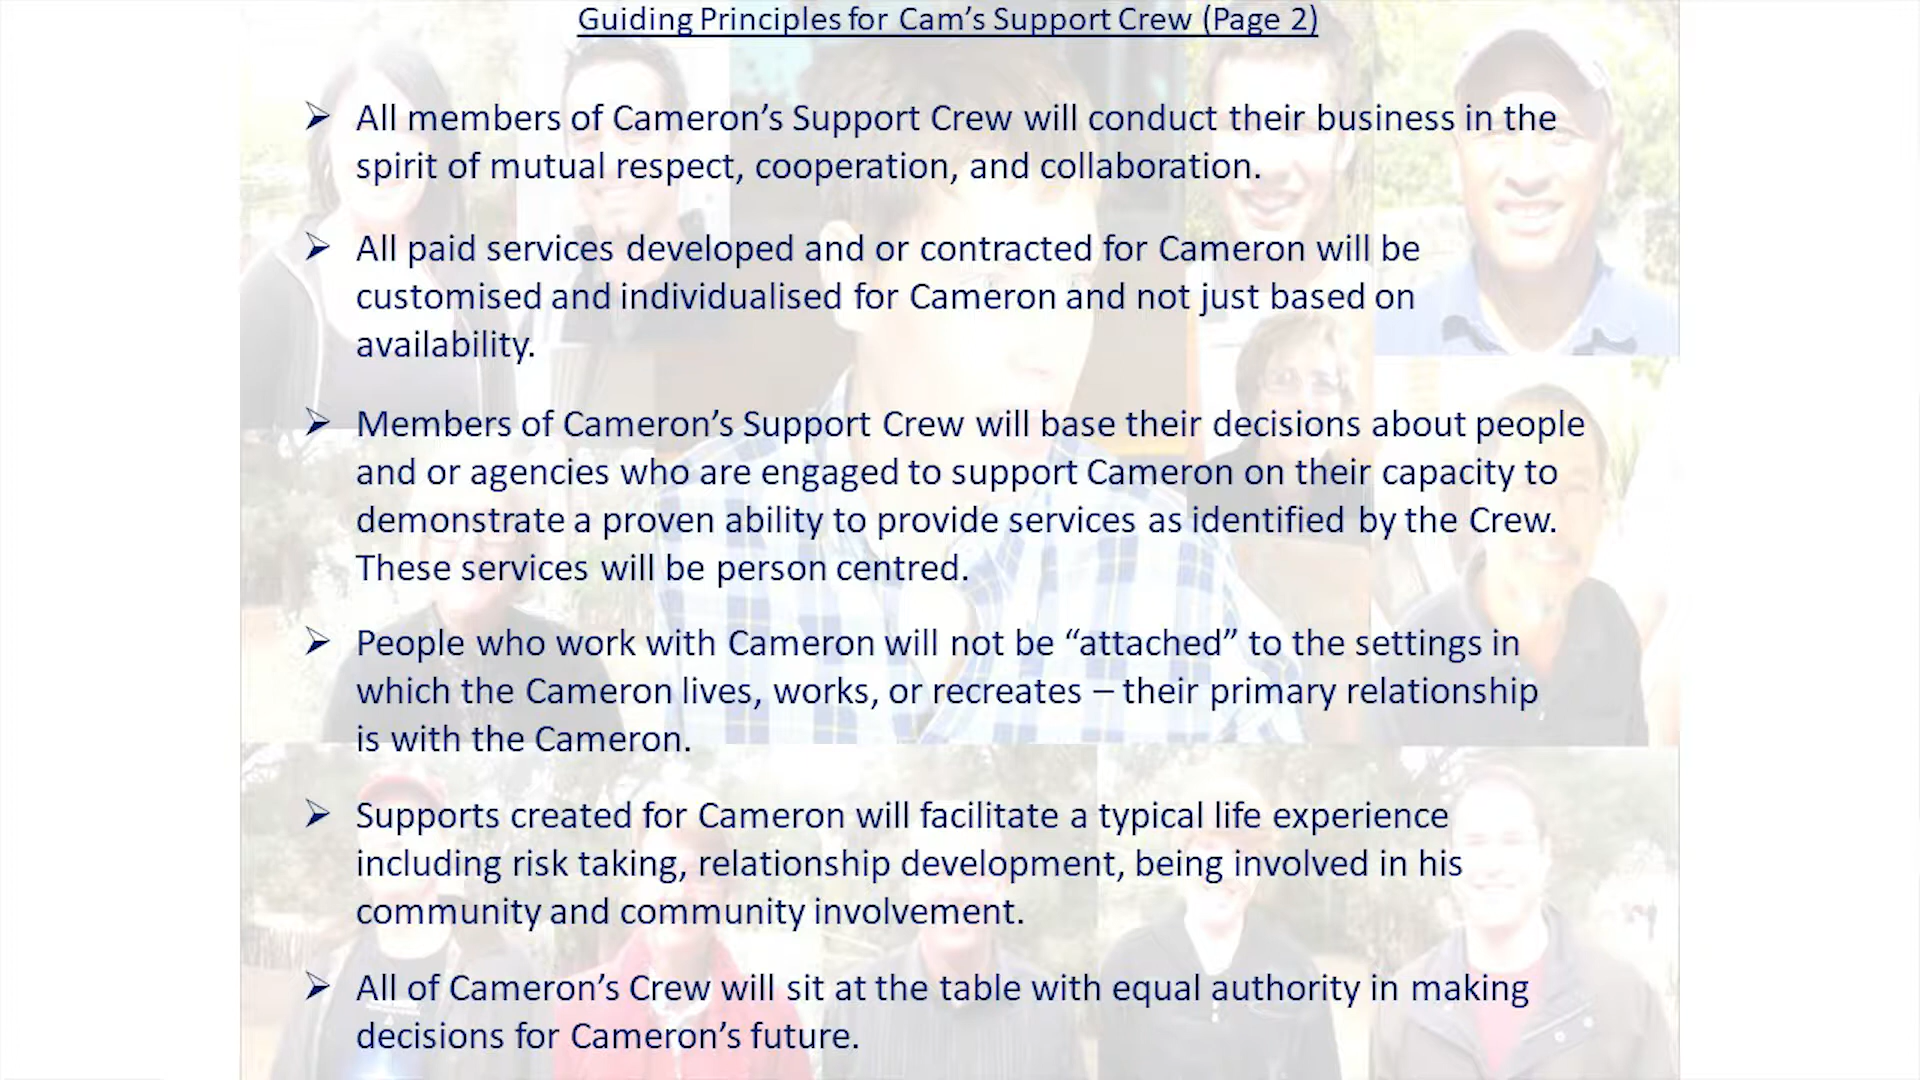 Guiding Principles for Cam's Support Crew (Page 2)
➢ All members of Cameron's Support Crew will conduct their business in the
spirit of mutual respect, cooperation, and collaboration.
➢ All paid services developed and or contracted for Cameron will be
customised and individualised for Cameron and not just based on
availability.
➢ Members of Cameron's Support Crew will base their decisions about people
and or agencies who are engaged to support Cameron on their capacity to
demonstrate a proven ability to provide services as identified by the Crew.
These services will be person centred.
➢ People who work with Cameron will not be “attached” to the settings in
which the Cameron lives, works, or recreates – their primary relationship
is with the Cameron.
➢ Supports created for Cameron will facilitate a typical life experience
including risk taking, relationship development, being involved in his
community and community involvement.
➢ All of Cameron's Crew will sit at the table with equal authority in making
decisions for Cameron's future.